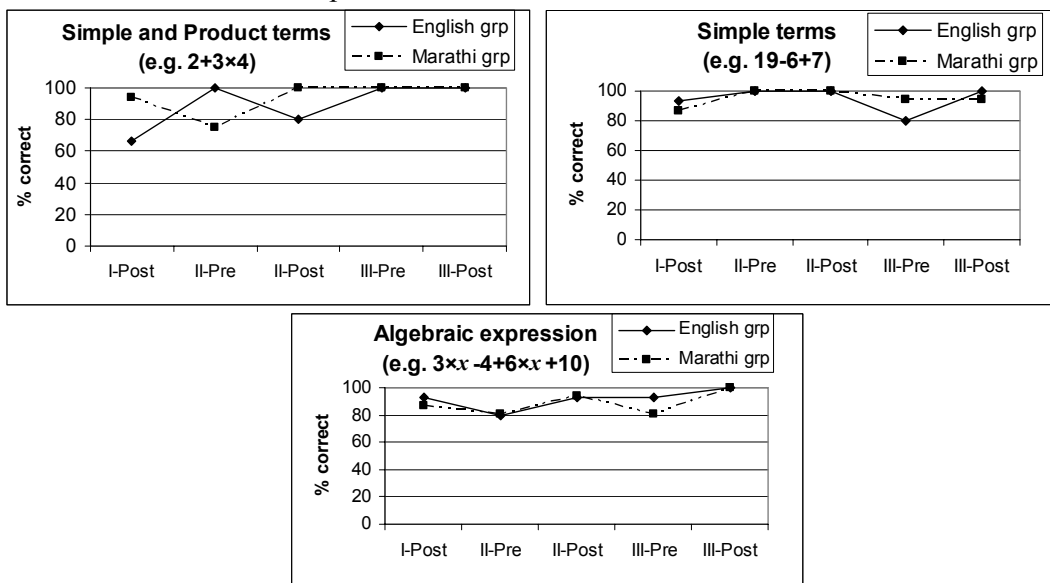 Simple and Product terms
(e.g. 2+3×4)
English grp
Marathi grp
% correct
100
80
60
40
20
0
I-Post II-Pre II-Post III-Pre III-Post
Simple terms
(e.g. 19-6+7)
English grp
Marathi grp
% correct
100
80
60
40
20
0
I-Post II-Pre II-Post III-Pre III-Post
Algebraic expression
(e.g. 3×x -4+6×x +10)
English grp
Marathi grp
% correct
100
80
60
40
20
0
I-Post II-Pre II-Post III-Pre III-Post